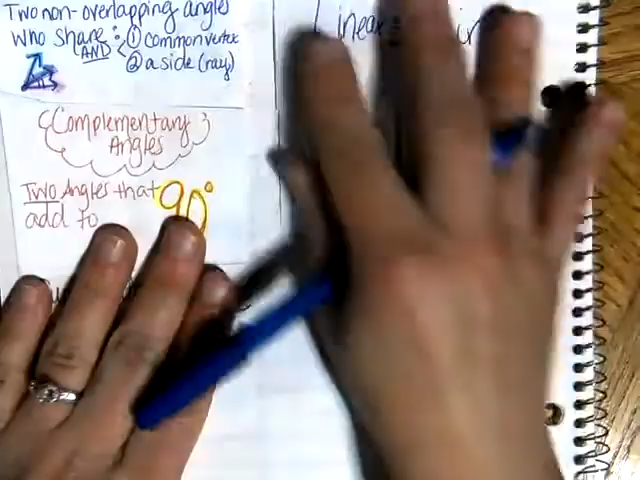 Two non-overlapping angles
who share: ① common vertex
AND
② a side (ray)
Complementary
Angles
Two Angles that 90°
add to
Linear